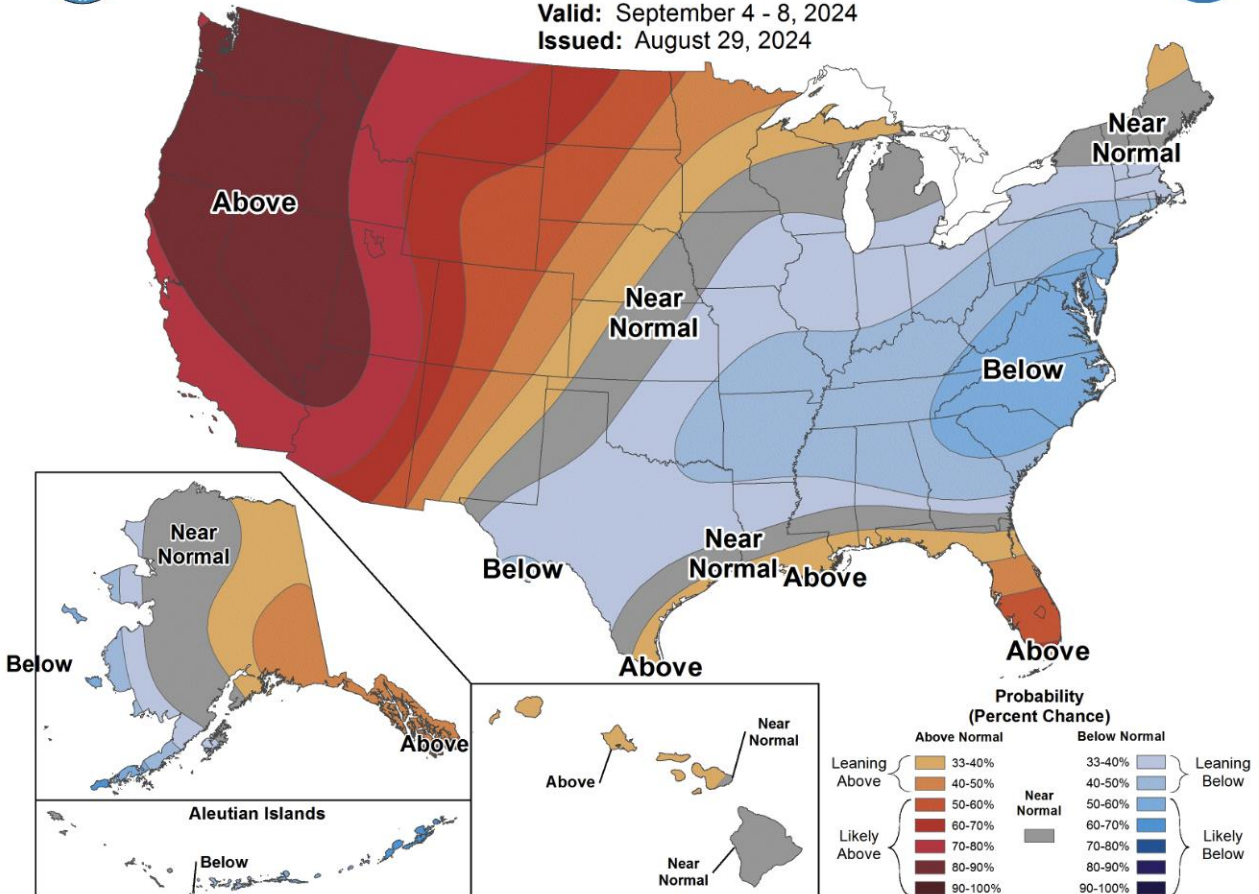 Valid: September 4 - 8, 2024
Issued: August 29, 2024
Near
Normal
Above
Near
Normal
Below
Near
Normal
Near
Normal
Above
Below
Below
Above
Above
Above
Near
Normal
Above
Near
Normal
Aleutian Islands
Below
Probability
(Percent Chance)
Above Normal
Below Normal
Leaning
Above
33-40%
40-50%
50-60%
60-70%
70-80%
80-90%
90-100%
Likely
Above
Near
Normal
33-40%
40-50%
50-60%
60-70%
70-80%
80-90%
90-100%
Leaning
Below
Likely
Below